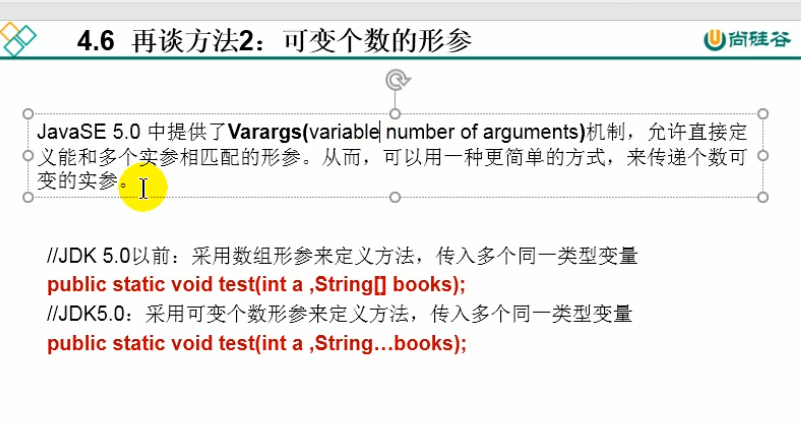 4.6 再谈方法2：可变个数的形参
尚硅谷
JavaSE 5.0 中提供了Varargs(variable number of arguments)机制，允许直接定
义能和多个实参相匹配的形参。从而，可以用一种更简单的方式，来传递个数可
变的实参。
//JDK 5.0以前：采用数组形参来定义方法，传入多个同一类型变量
public static void test(int a ,String[] books);
//JDK5.0：采用可变个数形参来定义方法，传入多个同一类型变量
public static void test(int a ,String…books);